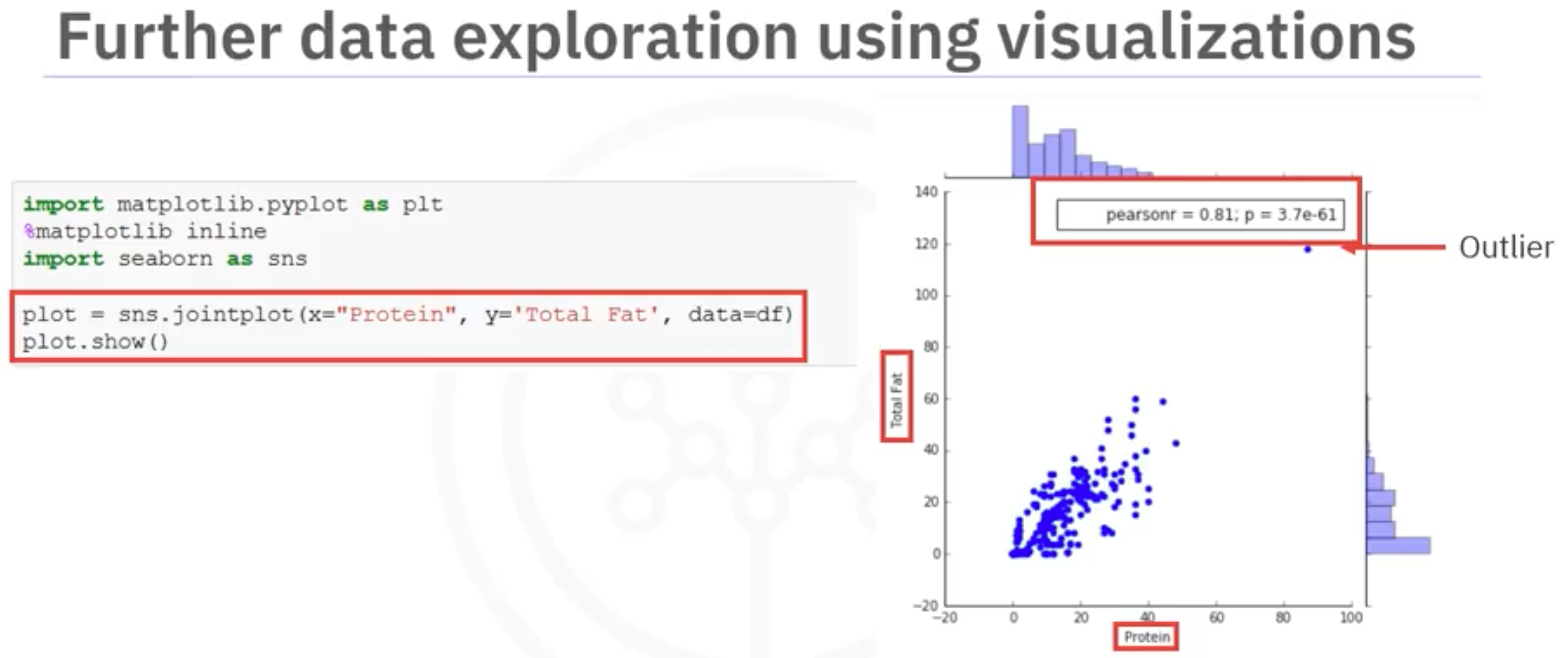 Further data exploration using visualizations
import matplotlib.pyplot as plt
%matplotlib inline
import seaborn as sns
plot = sns.jointplot(x="Protein", y='Total Fat', data=df)
plot.show()
140
pearsonr = 0.81; p = 3.7e-61
120
Outlier
100
80
60
40
20
0
−20
Total Fat
−20
0
20
40
60
80
100
Protein